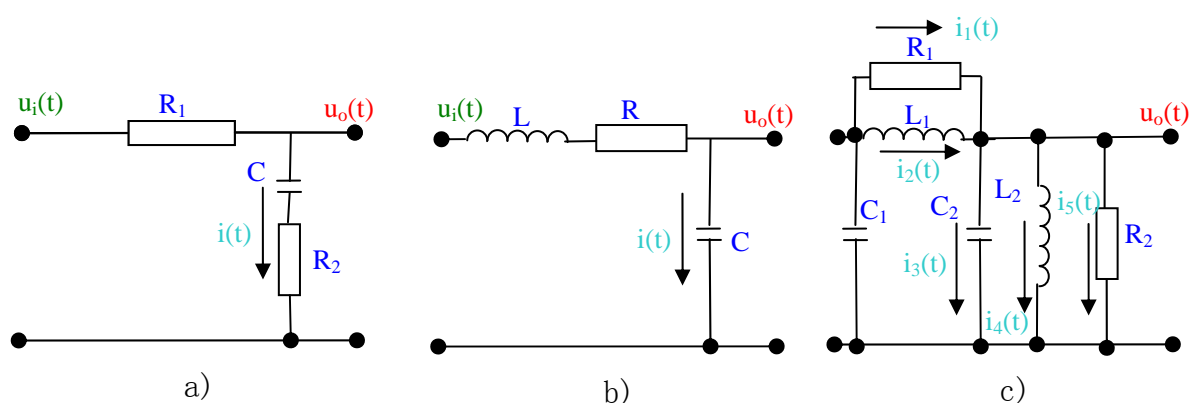 uᵢ(t)
R₁
uₒ(t)
C
i(t)
R₂
a)
uᵢ(t)
L
R
uₒ(t)
i(t)
C
b)
i₁(t)
R₁
L₁
uₒ(t)
i₂(t)
L₂
i₅(t)
C₁
C₂
R₂
i₃(t)
i₄(t)
c)